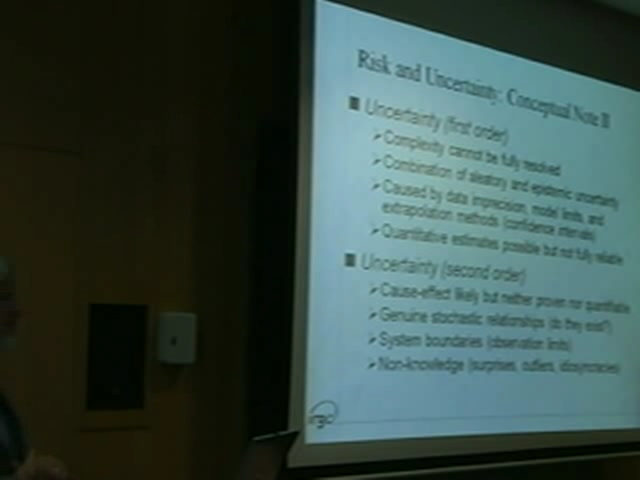 Risk and Uncertainty: Conceptual Note II
Uncertainty (first order)
Complexity cannot be fully resolved
Combination of aleatory and epistemic uncertainty
Caused by data imprecision, model limits, and
extrapolation methods (confidence intervals)
Quantitative estimates possible but not fully reliable
Uncertainty (second order)
Cause-effect likely but neither proven nor quantifiable
Genuine stochastic relationships (do they exist?)
System boundaries (observation limits)
Non-knowledge (surprises, outliers, idiosyncracies)
irgc